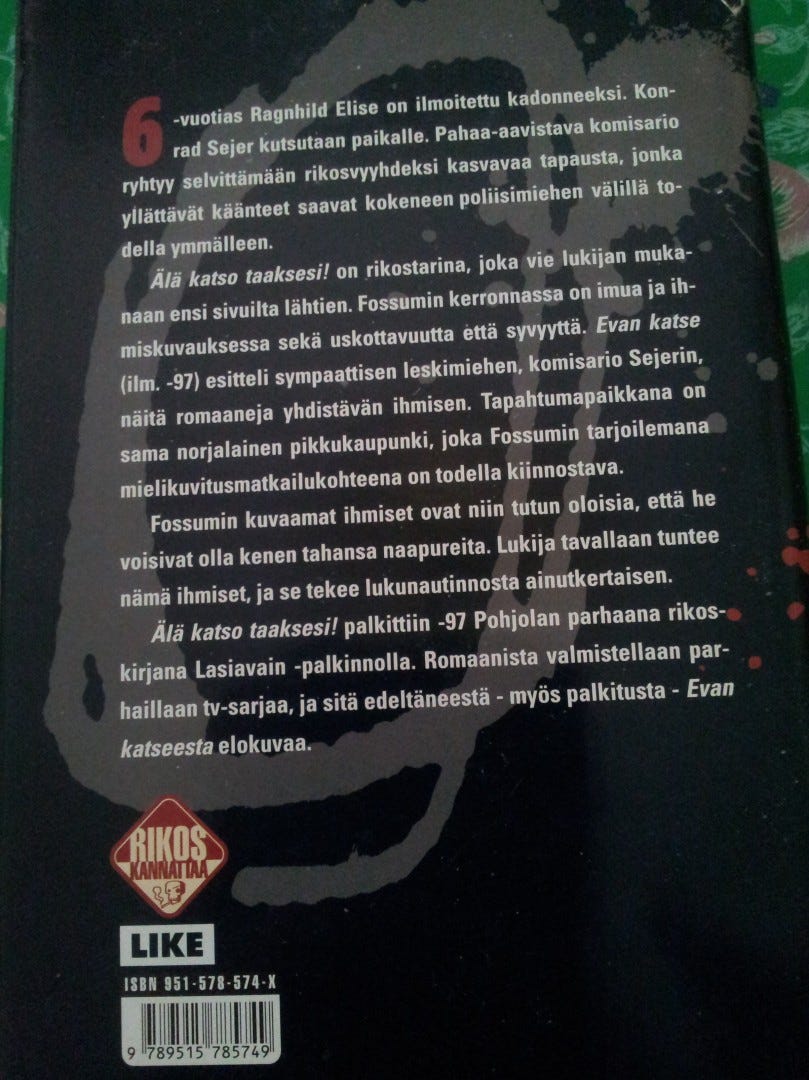 6-vuotias Ragnhild Elise on ilmoitettu kadonneeksi. Kon-
rad Sejer kutsutaan paikalle. Pahaa-aavistava komisario
ryhtyy selvittämään rikosvyyhdeksi kasvavaa tapausta, jonka
yllättävät käänteet saavat kokeneen poliisimiehen välillä to-
della ymmälleen.
Älä katso taaksesi! on rikostarina, joka vie lukijan muka-
naan ensi sivuilta lähtien. Fossumin kerronnassa on imua ja ih-
miskuvauksessa sekä uskottavuutta että syvyyttä. Evan katse
(ilm. -97) esitteli sympaattisen leskimiehen, komisario Sejerin,
näitä romaaneja yhdistävän ihmisen. Tapahtumapaikkana on
sama norjalainen pikkukaupunki, joka Fossumin tarjoilemana
mielikuvitusmatkailukohteena on todella kiinnostava.
Fossumin kuvaamat ihmiset ovat niin tutun oloisia, että he
voisivat olla kenen tahansa naapureita. Lukija tavallaan tuntee
nämä ihmiset, ja se tekee lukunautinnosta ainutkertaisen.
Älä katso taaksesi! palkittiin -97 Pohjolan parhaana rikos-
kirjana Lasiavain -palkinnolla. Romaanista valmistellaan par-
haillaan tv-sarjaa, ja sitä edeltäneestä - myös palkitusta - Evan
katseesta elokuvaa.
RIKOS
KANNATTAA
LIKE
ISBN 951-578-574-X
9 789515 785749